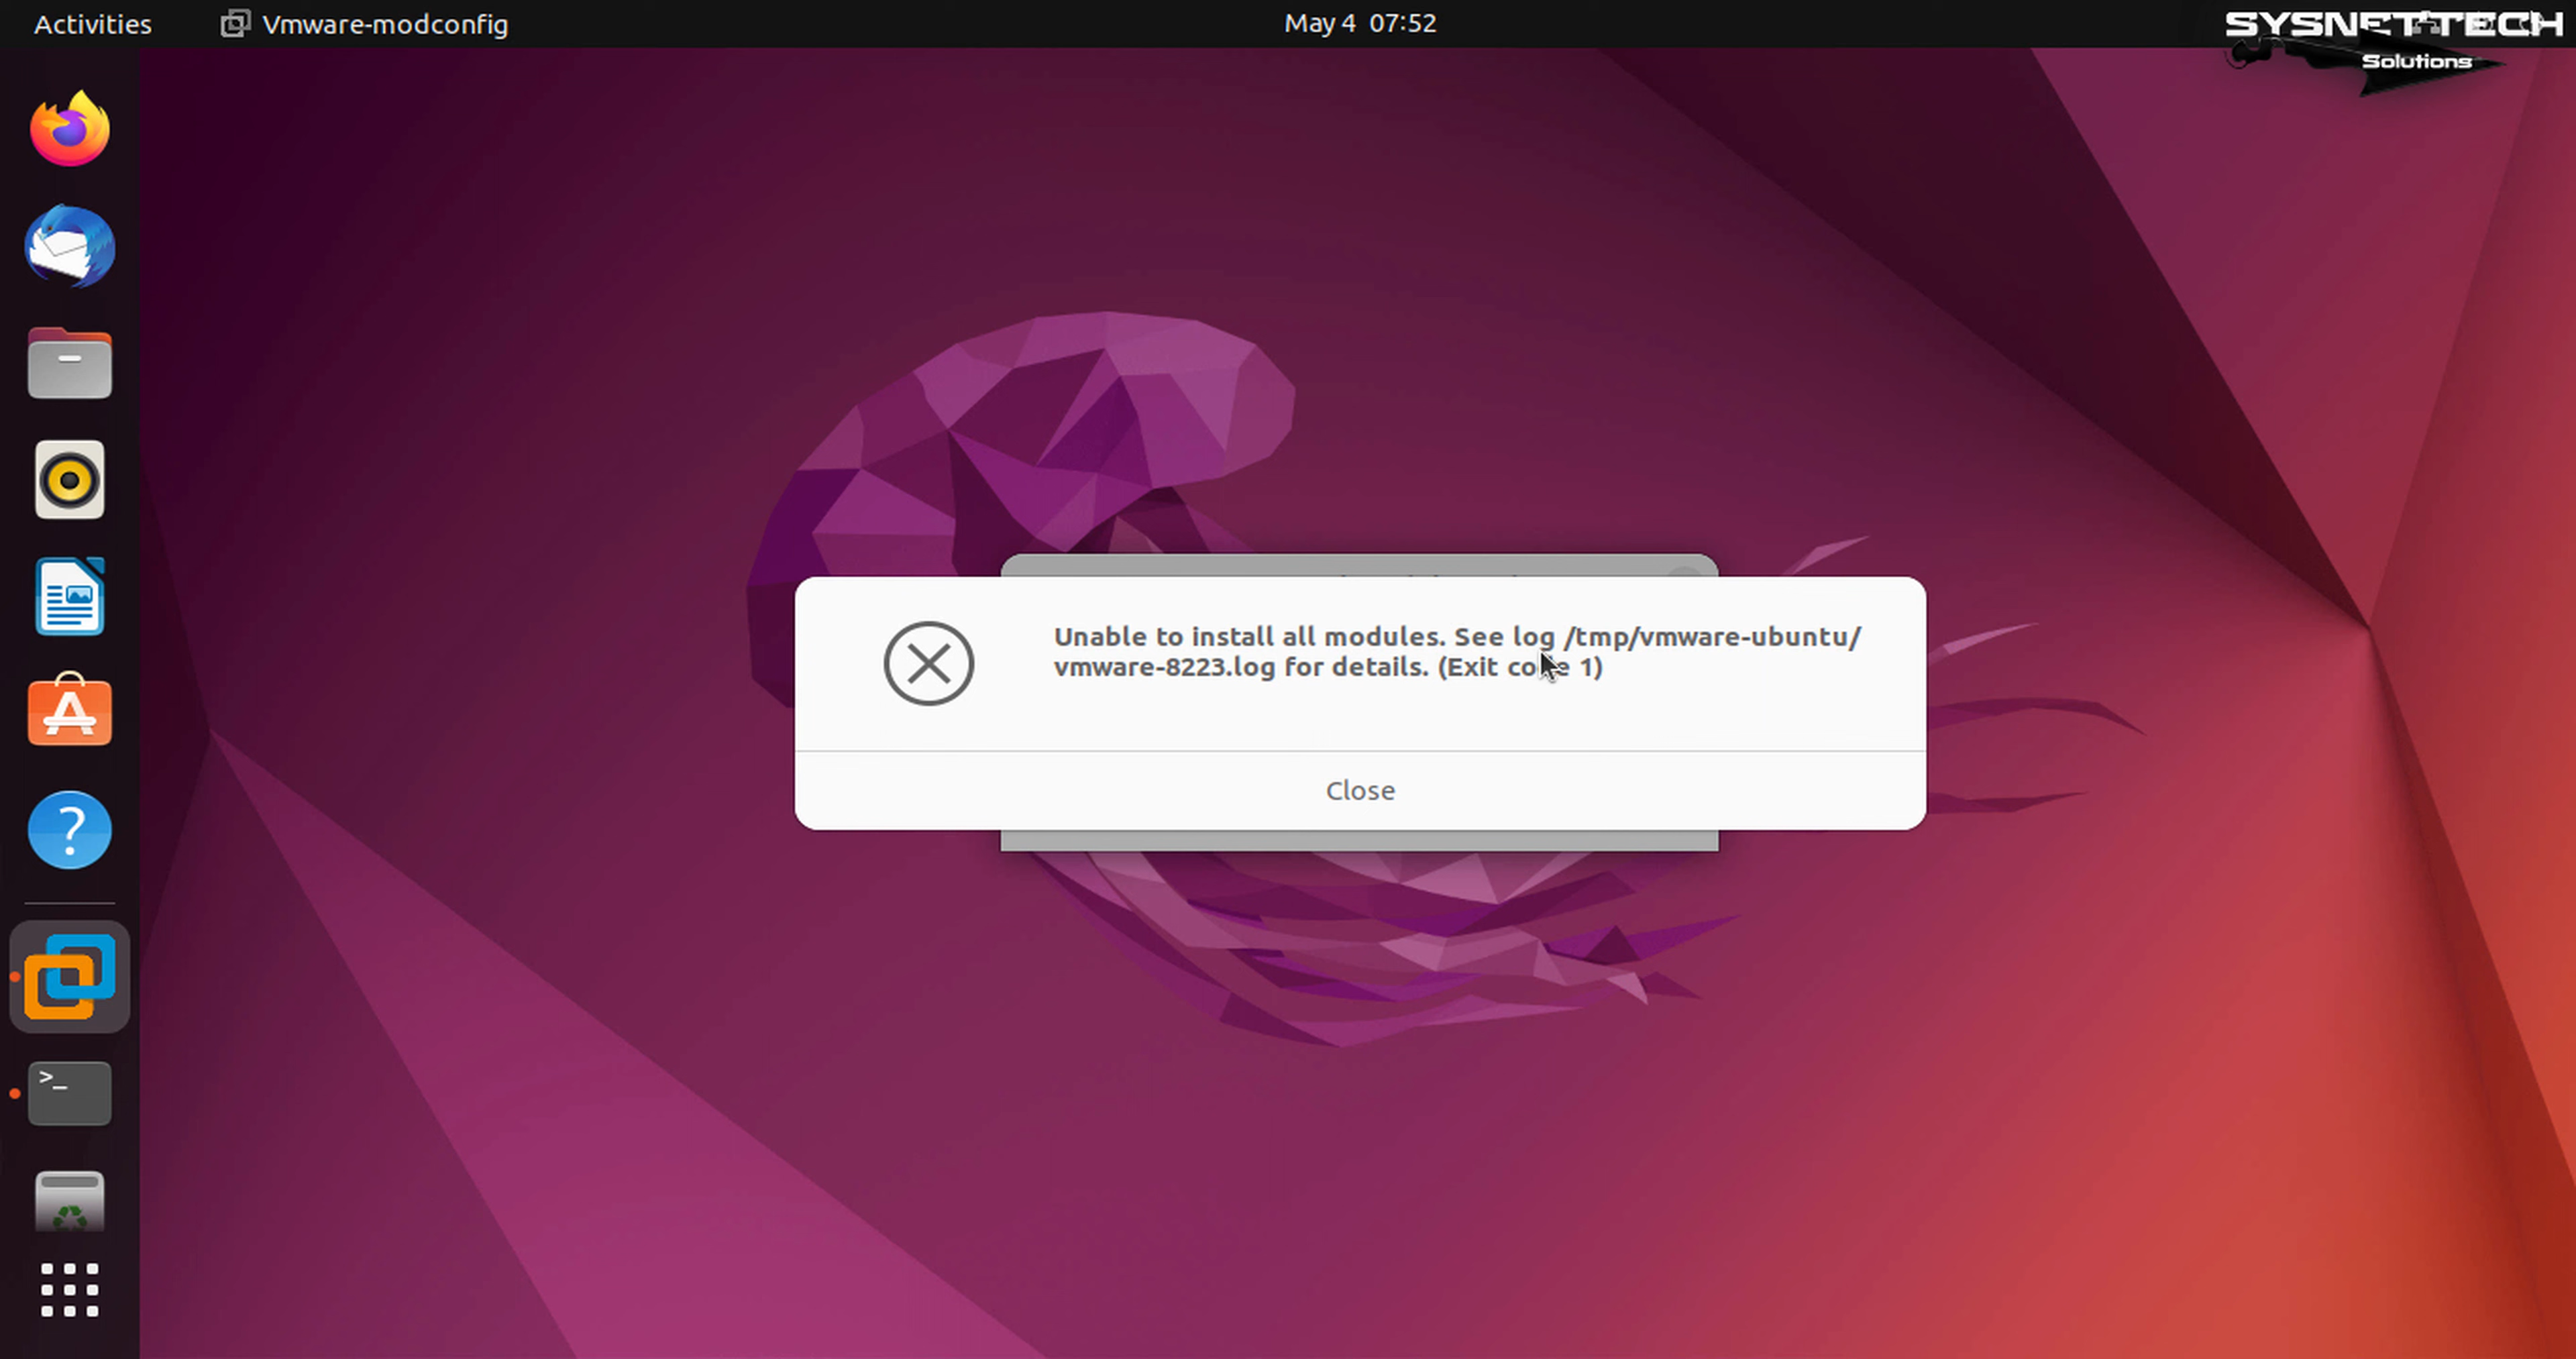 Activities
Vmware-modconfig
May 4 07:52
SYSNETTECH
Solutions
Unable to install all modules. See log /tmp/vmware-ubuntu/
vmware-8223.log for details. (Exit code 1)
Close